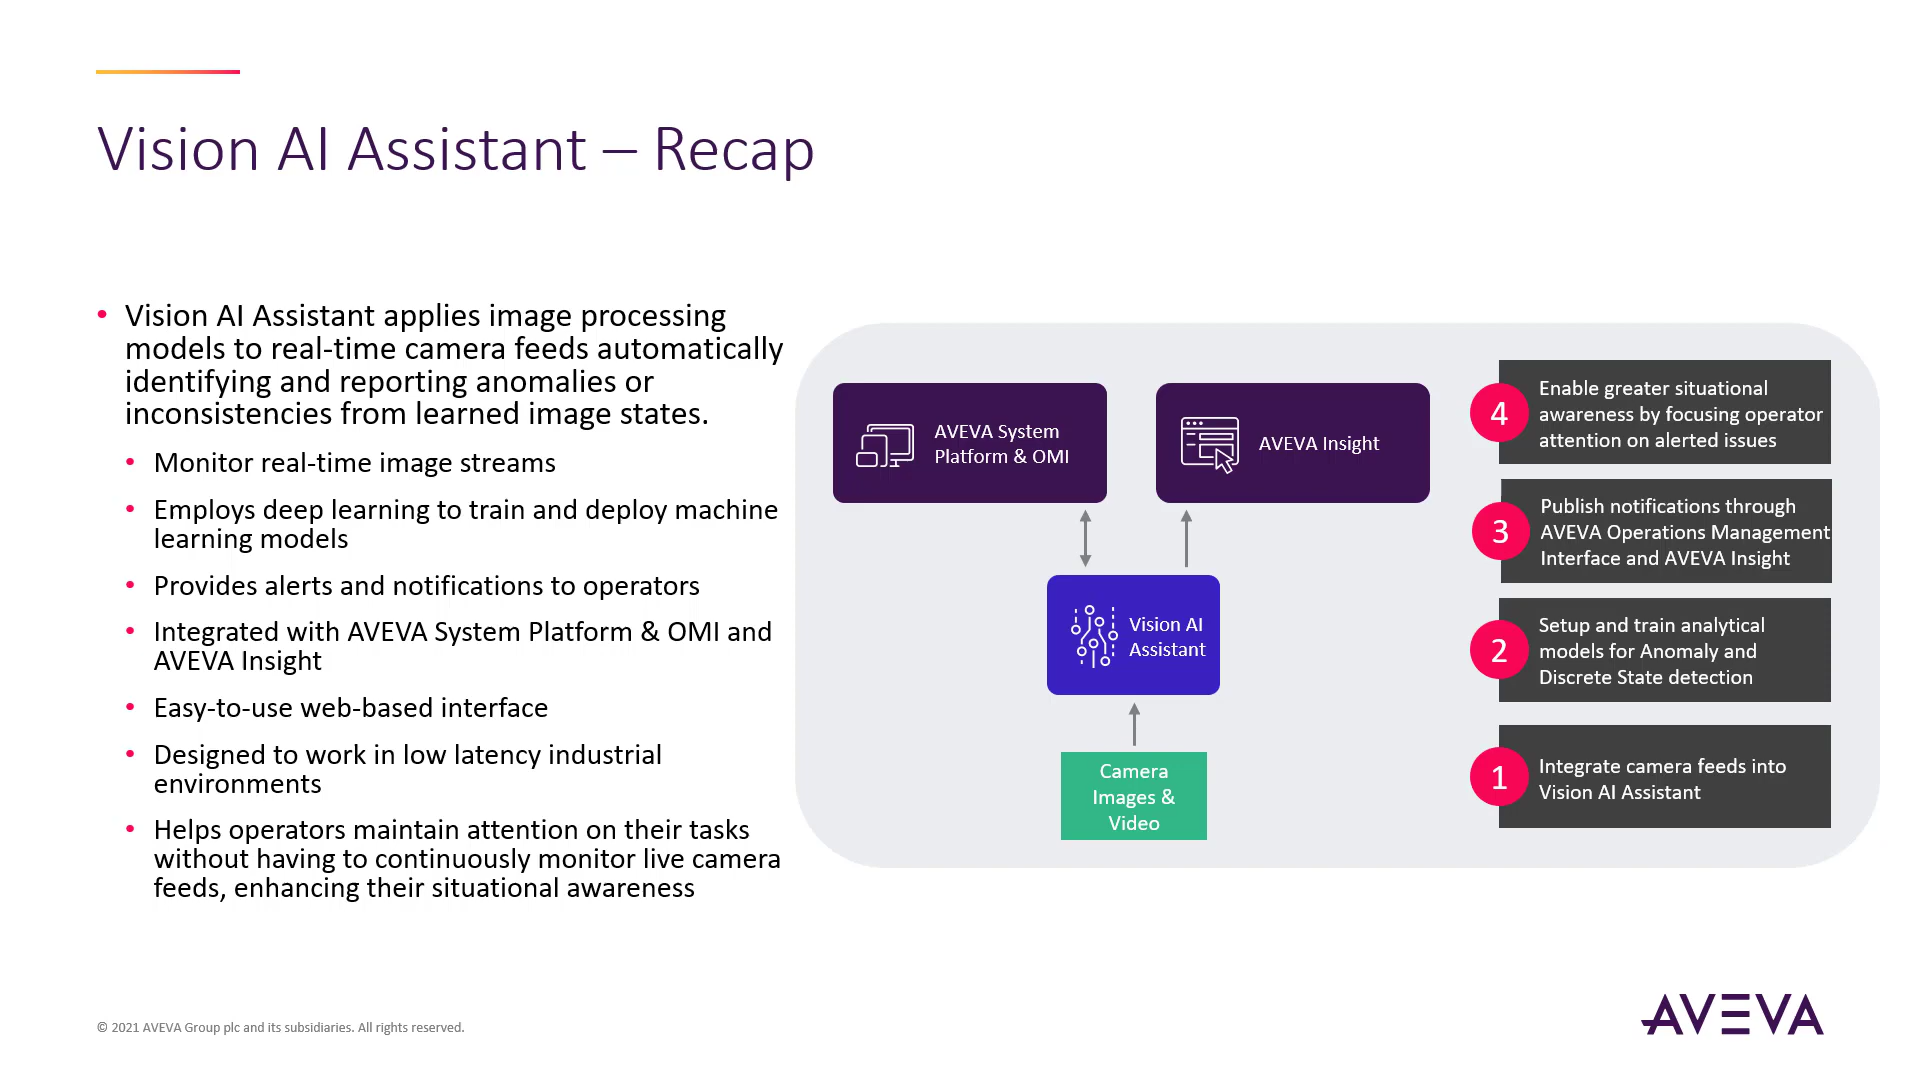 Vision AI Assistant – Recap
• Vision AI Assistant applies image processing
models to real-time camera feeds automatically
identifying and reporting anomalies or
inconsistencies from learned image states.
• Monitor real-time image streams
• Employs deep learning to train and deploy machine
learning models
• Provides alerts and notifications to operators
• Integrated with AVEVA System Platform & OMI and
AVEVA Insight
• Easy-to-use web-based interface
• Designed to work in low latency industrial
environments
• Helps operators maintain attention on their tasks
without having to continuously monitor live camera
feeds, enhancing their situational awareness
AVEVA System
Platform & OMI
AVEVA Insight
Vision AI
Assistant
Camera
Images &
Video
4
Enable greater situational
awareness by focusing operator
attention on alerted issues
3
Publish notifications through
AVEVA Operations Management
Interface and AVEVA Insight
2
Setup and train analytical
models for Anomaly and
Discrete State detection
1
Integrate camera feeds into
Vision AI Assistant
© 2021 AVEVA Group plc and its subsidiaries. All rights reserved.
AVEVA